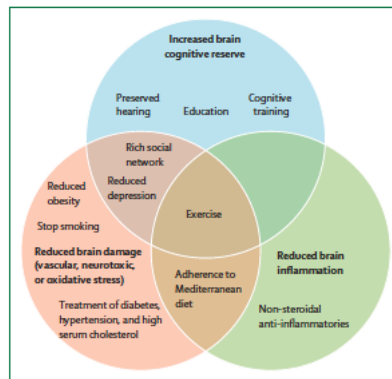 Increased brain
cognitive reserve
Preserved
hearing
Education
Cognitive
training
Rich social
network
Reduced
depression
Reduced
obesity
Stop smoking
Exercise
Reduced brain damage
(vascular, neurotoxic,
or oxidative stress)
Reduced brain
inflammation
Adherence to
Mediterranean
diet
Treatment of diabetes,
hypertension, and high
serum cholesterol
Non-steroidal
anti-inflammatories